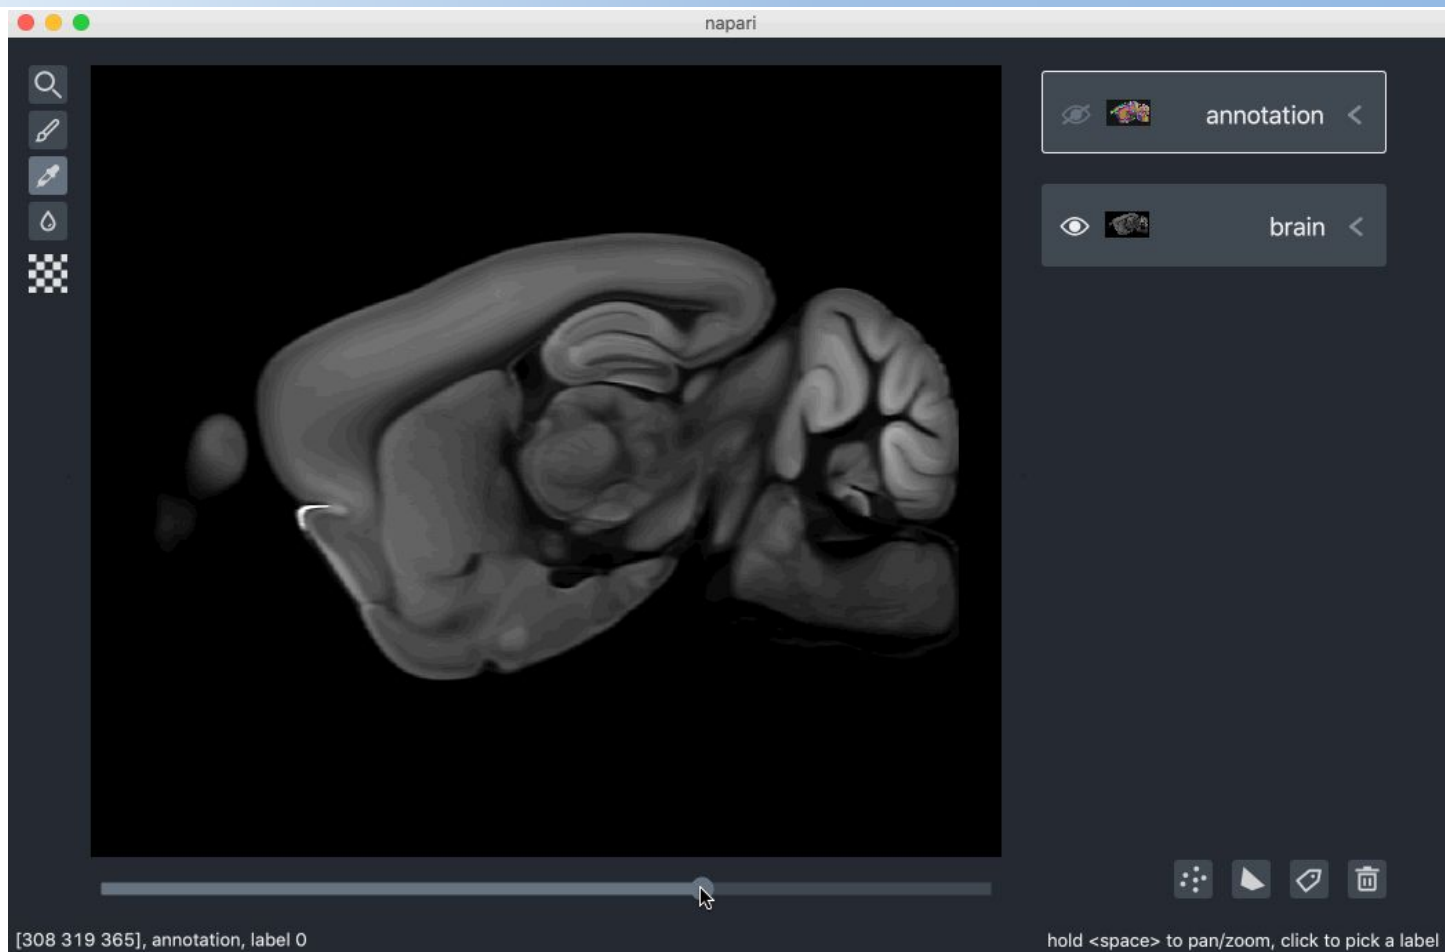 napari
annotation
brain
[308 319 365], annotation, label 0
hold <space> to pan/zoom, click to pick a label